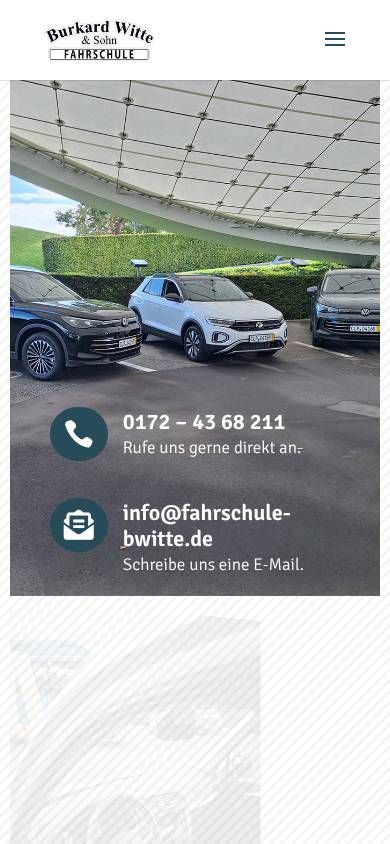 Burkard Witte
& Sohn
FAHRSCHULE
0172 – 43 68 211
Rufe uns gerne direkt an.
info@fahrschule-
bwitte.de
Schreibe uns eine E-Mail.